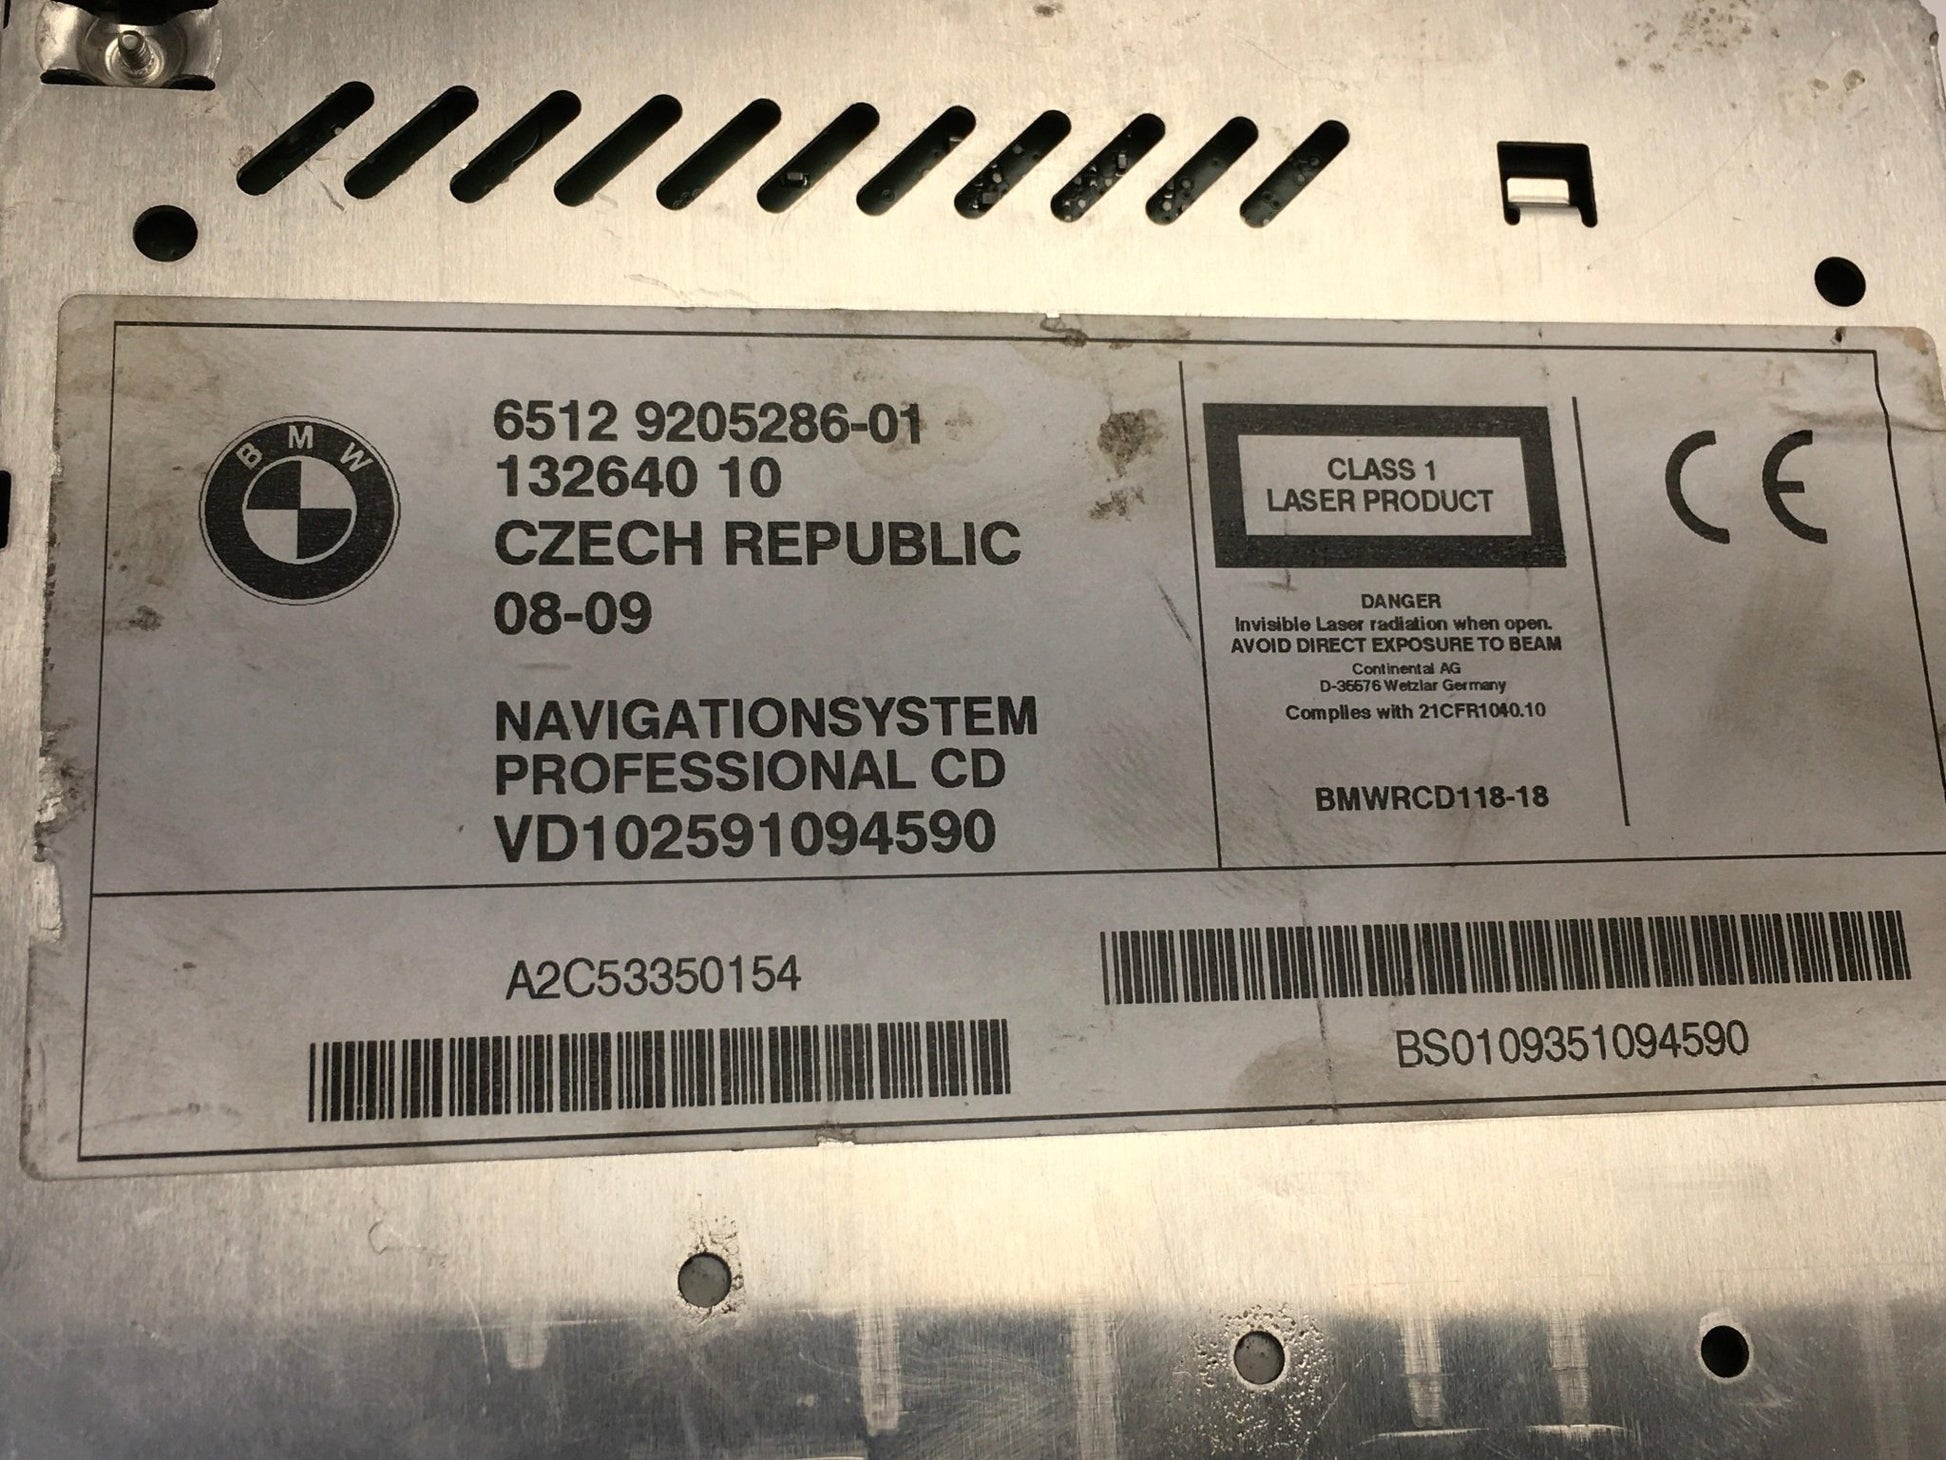 BMW
6512 9205286-01
132640 10
CZECH REPUBLIC
08-09
NAVIGATIONSYSTEM
PROFESSIONAL CD
VD102591094590
CLASS 1
LASER PRODUCT
DANGER
Invisible Laser radiation when open.
AVOID DIRECT EXPOSURE TO BEAM
Continental AG
D-35576 Wetzlar Germany
Complies with 21CFR1040.10
BMWRCD118-18
CE
A2C53350154
BS0109351094590